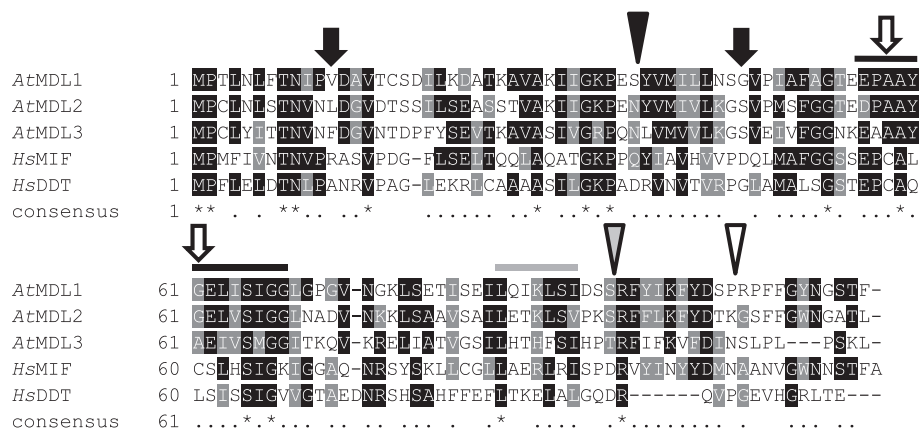 AtMDL1 1 MPTLNLFTNIPVDAVTCSDILKDATKAVAKIIGKPESYVMILLNSGVPIAFAGTEEPAAY
AtMDL2 1 MPCLNLSTNVNLDGVDTSSILSEASSTVAKIIGKPENYVMIVLKGSVPMSFGGTEDPAAY
AtMDL3 1 MPCLYITTNVNFDGVNTDPFYSEVTKAVASIVGRPQNLVMVVLKGSVEIVFGGNKEAAAY
HsMIF 1 MPMFIVNTNVPRASVPDG-FLSELTQQLAQATGKPPQYIAVHVVPDQLMAFGGSSEPCAL
HsDDT 1 MPFLELDTNLPANRVPAG-LEKRLCAAAASILGKPADRVNVTVRPGLAMALSGSTEPCAQ
consensus 1
AtMDL1 61 GELISIGGLGPGV-NGKLSETISEILQIKLSIDSSRFYIKFYDSPRPFFGYNGSTF-
AtMDL2 61 GELVSIGGLNADV-NKKLSAAVSAILETKLSVPKSRFFLKFYDTKGSFFGWNGATL-
AtMDL3 61 AEIVSMGGITKQV-KRELIATVGSILHTHFSIHPTRFIFKVFDINSLPL---PSKL-
HsMIF 60 CSLHSIGKIGGAQ-NRSYSKLLCGLLAERLRISPDRVYINYYDMNAANVGWNNSTFA
HsDDT 60 LSISSIGVVGTAEDNRSHSAHFFEFLTKELALGQDR------QVPGEVHGRLTE---
consensus 61